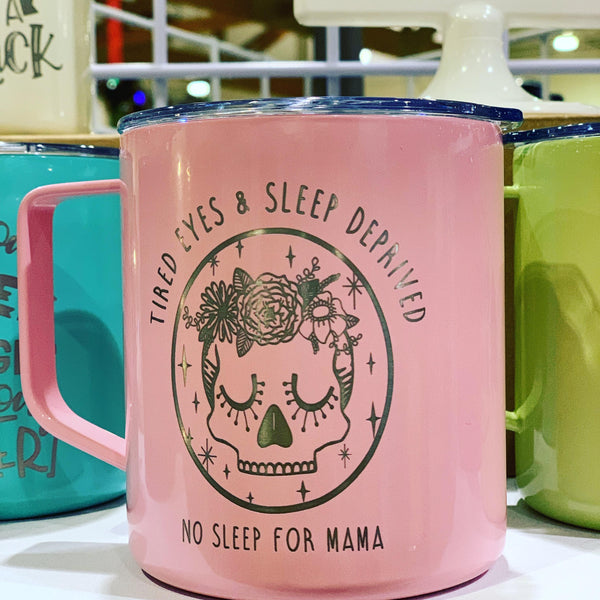 TIRED EYES & SLEEP DEPRIVED
NO SLEEP FOR MAMA